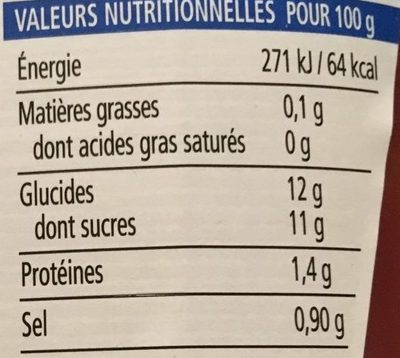 VALEURS NUTRITIONNELLES POUR 100 g
Énergie 271 kJ / 64 kcal
Matières grasses 0,1 g
dont acides gras saturés 0 g
Glucides 12 g
dont sucres 11 g
Protéines 1,4 g
Sel 0,90 g